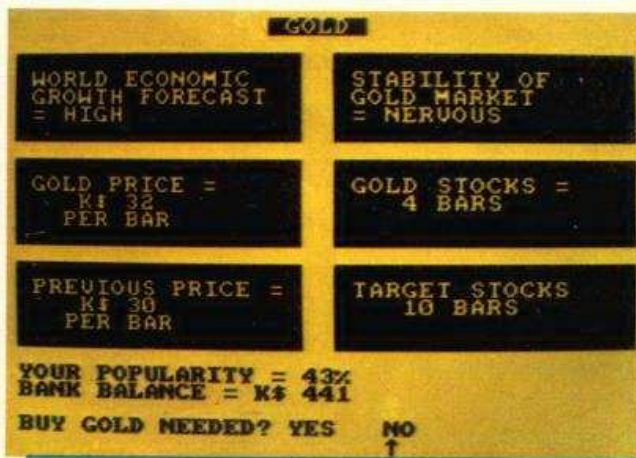 GOLD
WORLD ECONOMIC
GROWTH FORECAST
= HIGH
STABILITY OF
GOLD MARKET
= NERVOUS
GOLD PRICE =
K$ 32
PER BAR
GOLD STOCKS =
4 BARS
PREVIOUS PRICE =
K$ 30
PER BAR
TARGET STOCKS
10 BARS
YOUR POPULARITY = 43%
BANK BALANCE = K$ 441
BUY GOLD NEEDED? YES NO
↑